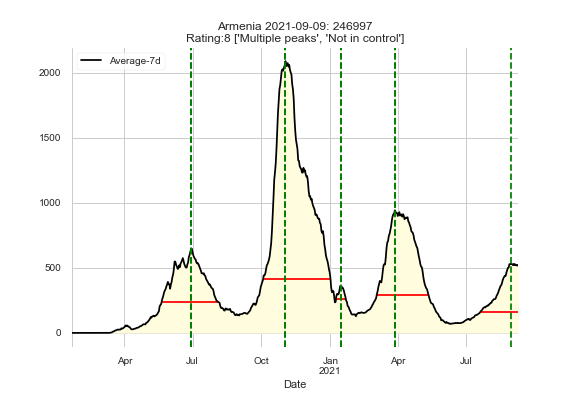 Armenia 2021-09-09: 246997
Rating:8 ['Multiple peaks', 'Not in control']
Average-7d
2000
1500
1000
500
0
Apr Jul Oct Jan Apr Jul
2021
Date